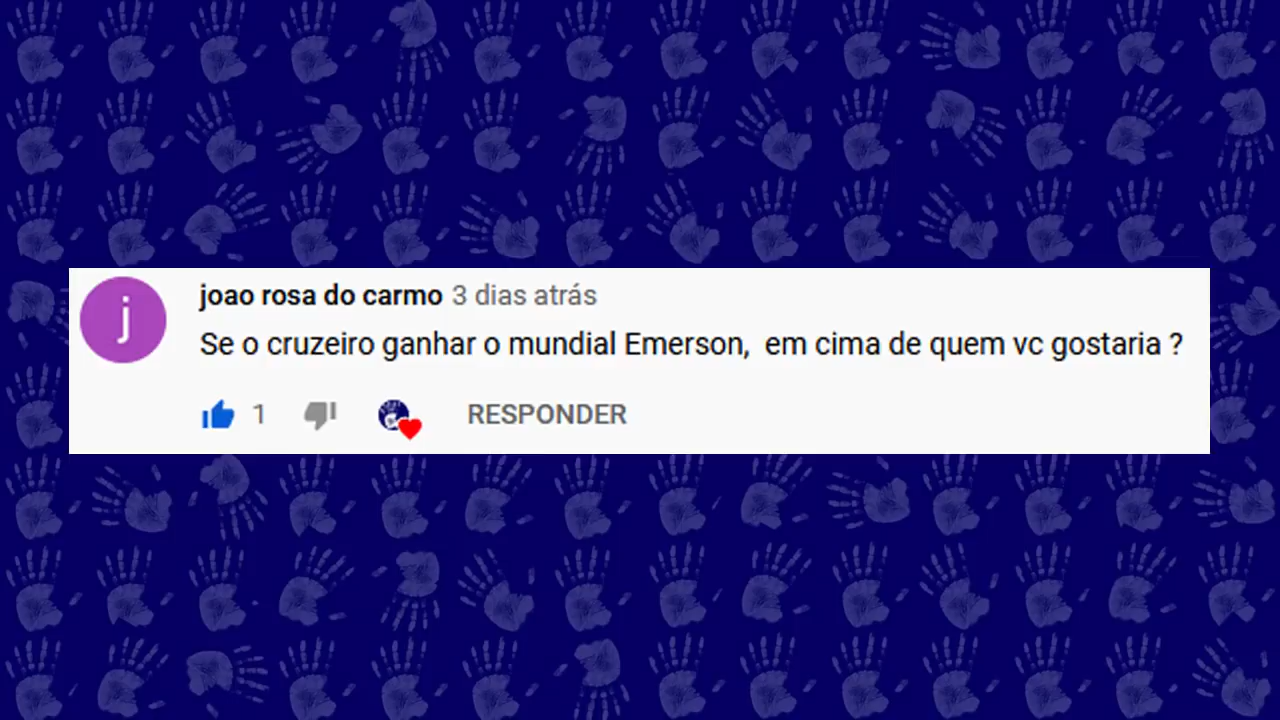 j
joao rosa do carmo 3 dias atrás
Se o cruzeiro ganhar o mundial Emerson,  em cima de quem vc gostaria ?
1 RESPONDER